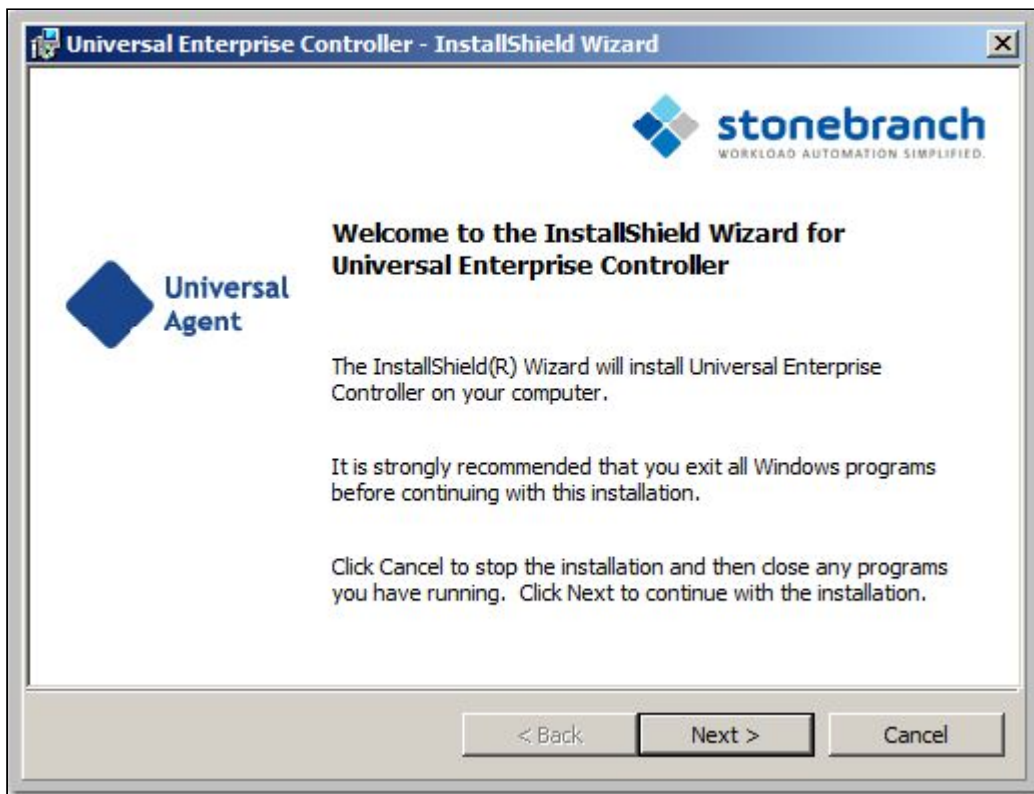 Universal Enterprise Controller - InstallShield Wizard
stonebranch
WORKLOAD AUTOMATION SIMPLIFIED.
Welcome to the InstallShield Wizard for
Universal Enterprise Controller
Universal
Agent
The InstallShield(R) Wizard will install Universal Enterprise
Controller on your computer.
It is strongly recommended that you exit all Windows programs
before continuing with this installation.
Click Cancel to stop the installation and then close any programs
you have running.  Click Next to continue with the installation.
< Back
Next >
Cancel